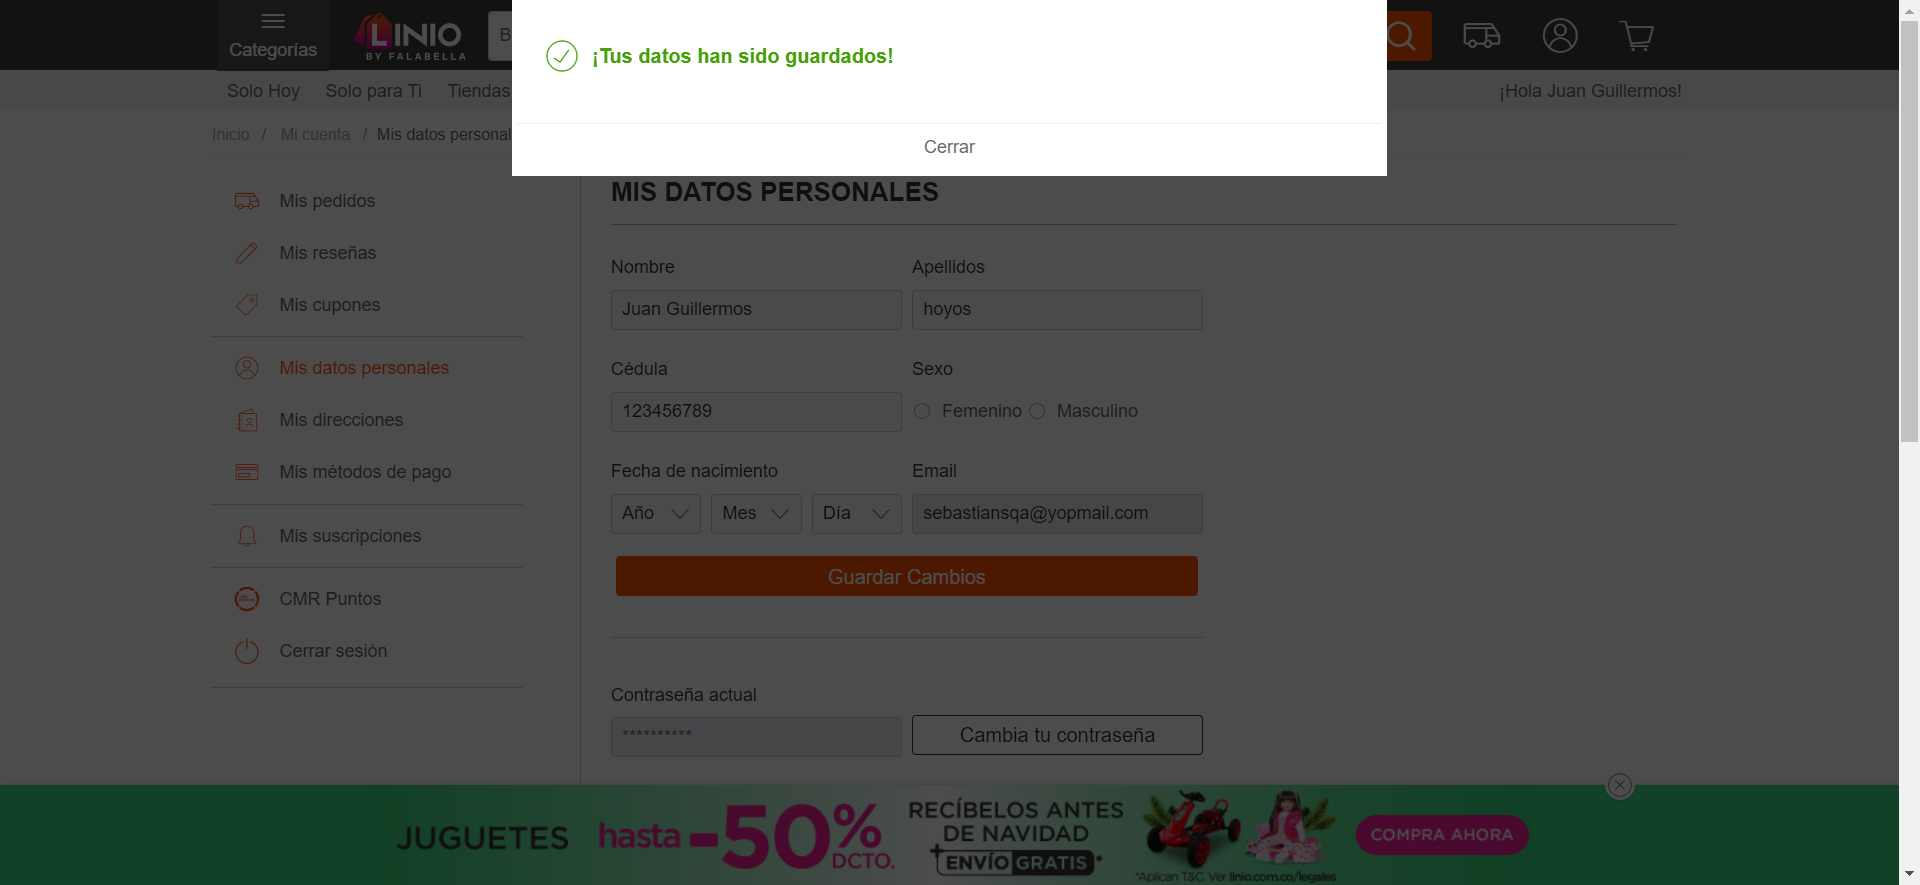 Categorías
LINIO
BY FALABELLA
B
¡Tus datos han sido guardados!
Cerrar
Solo Hoy Solo para Ti Tiendas
¡Hola Juan Guillermos!
Inicio / Mi cuenta / Mis datos personal
Mis pedidos
Mis reseñas
Mis cupones
Mis datos personales
Mis direcciones
Mis métodos de pago
Mis suscripciones
CMR Puntos
Cerrar sesión
MIS DATOS PERSONALES
Nombre Apellidos
Juan Guillermos hoyos
Cédula Sexo
123456789 Femenino Masculino
Fecha de nacimiento Email
Año Mes Día sebastiansqa@yopmail.com
Guardar Cambios
Contraseña actual
********** Cambia tu contraseña
JUGUETES hasta -50% DCTO.
RECÍBELOS ANTES
DE NAVIDAD
+ENVÍO GRATIS*
*Aplican T&C. Ver linio.com.co/legales
COMPRA AHORA